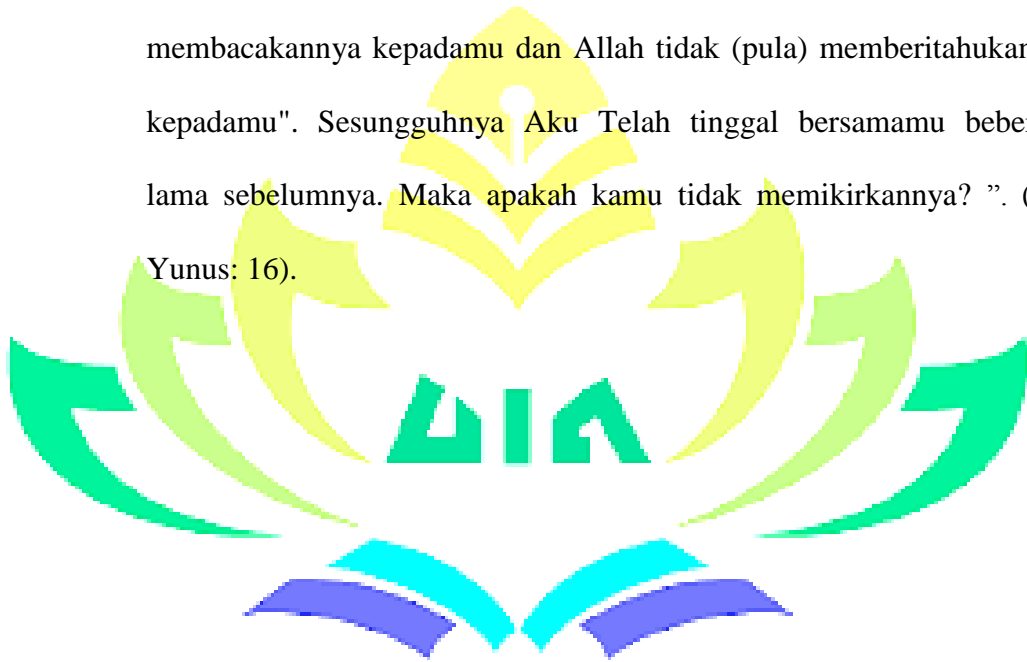 membacakannya kepadamu dan Allah tidak (pula) memberitahukan
kepadamu". Sesungguhnya Aku Telah tinggal bersamamu beber
lama sebelumnya. Maka apakah kamu tidak memikirkannya? ”. (
Yunus: 16).
UIN